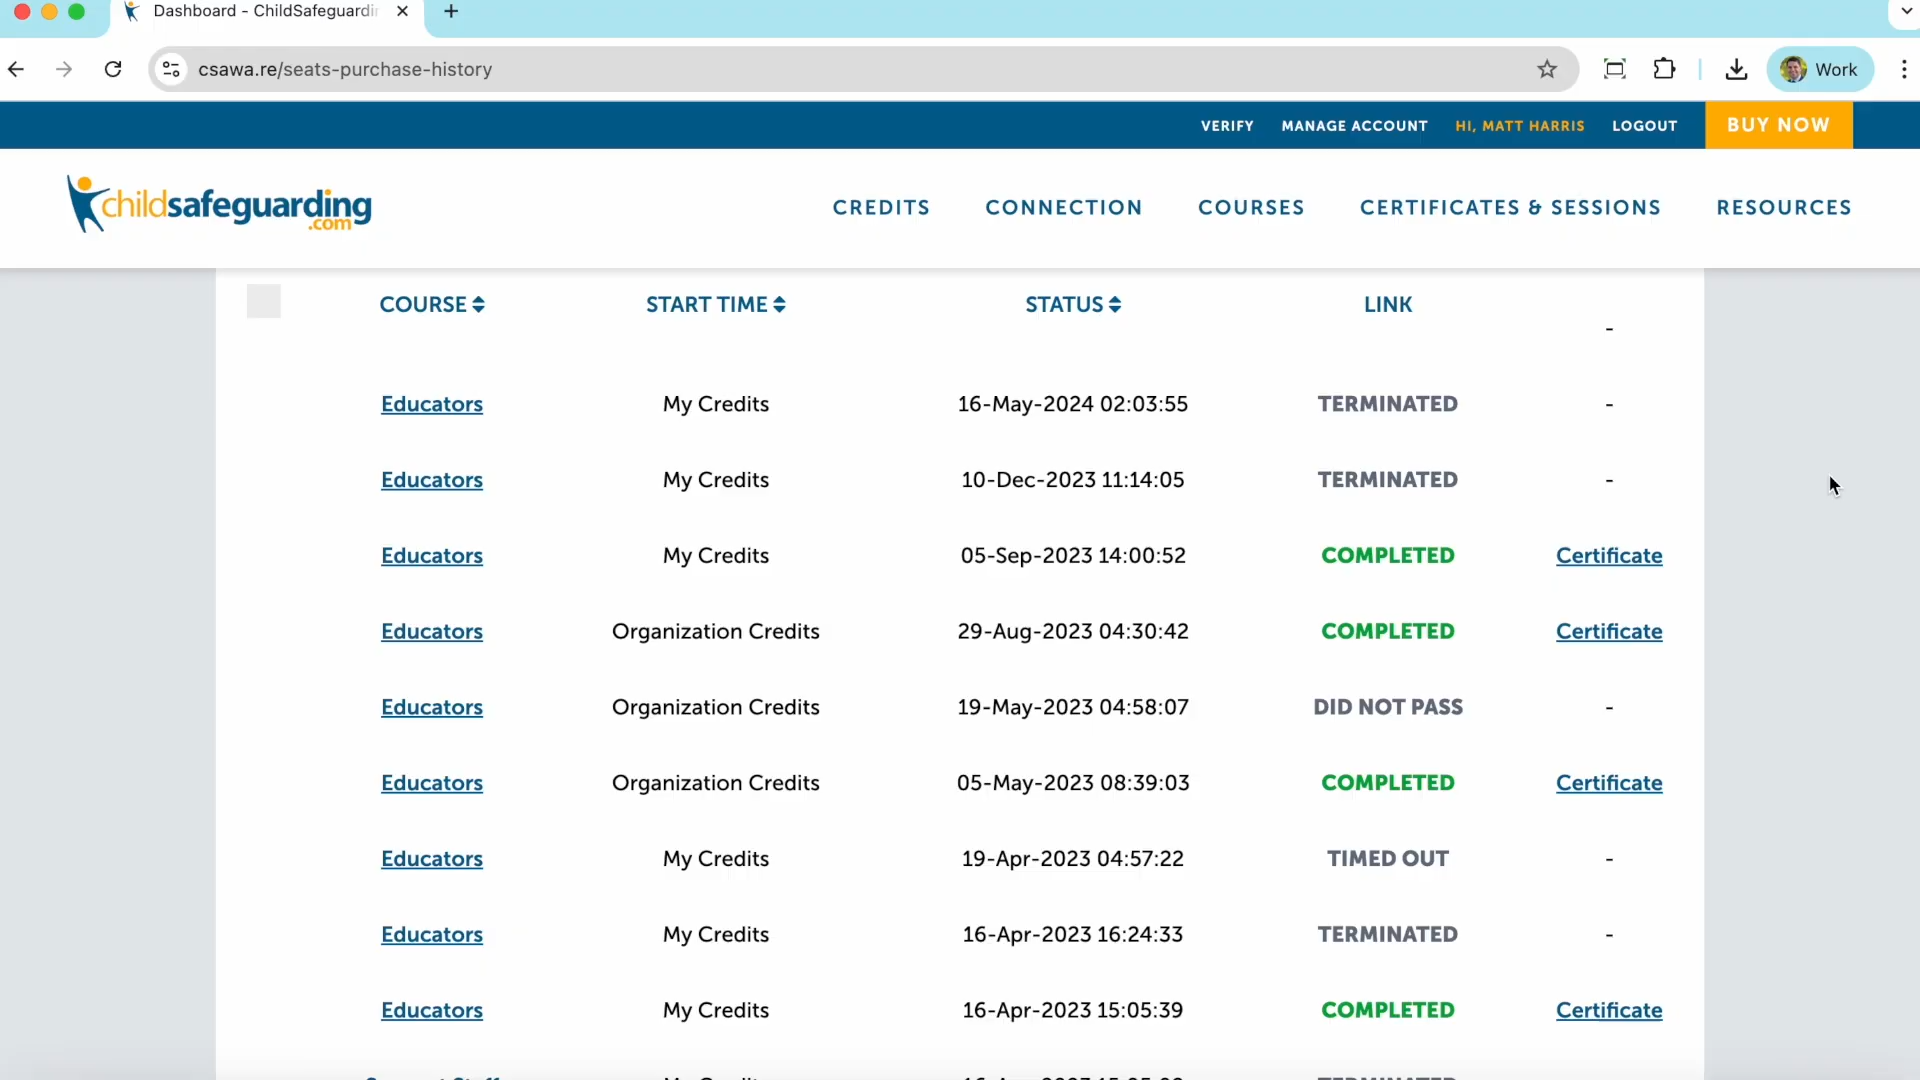 Dashboard - ChildSafeguardi
csawa.re/seats-purchase-history
Work
VERIFY MANAGE ACCOUNT HI, MATT HARRIS LOGOUT BUY NOW
childsafeguarding.com
CREDITS CONNECTION COURSES CERTIFICATES & SESSIONS RESOURCES
COURSE START TIME STATUS LINK
-
Educators My Credits 16-May-2024 02:03:55 TERMINATED -
Educators My Credits 10-Dec-2023 11:14:05 TERMINATED -
Educators My Credits 05-Sep-2023 14:00:52 COMPLETED Certificate
Educators Organization Credits 29-Aug-2023 04:30:42 COMPLETED Certificate
Educators Organization Credits 19-May-2023 04:58:07 DID NOT PASS -
Educators Organization Credits 05-May-2023 08:39:03 COMPLETED Certificate
Educators My Credits 19-Apr-2023 04:57:22 TIMED OUT -
Educators My Credits 16-Apr-2023 16:24:33 TERMINATED -
Educators My Credits 16-Apr-2023 15:05:39 COMPLETED Certificate